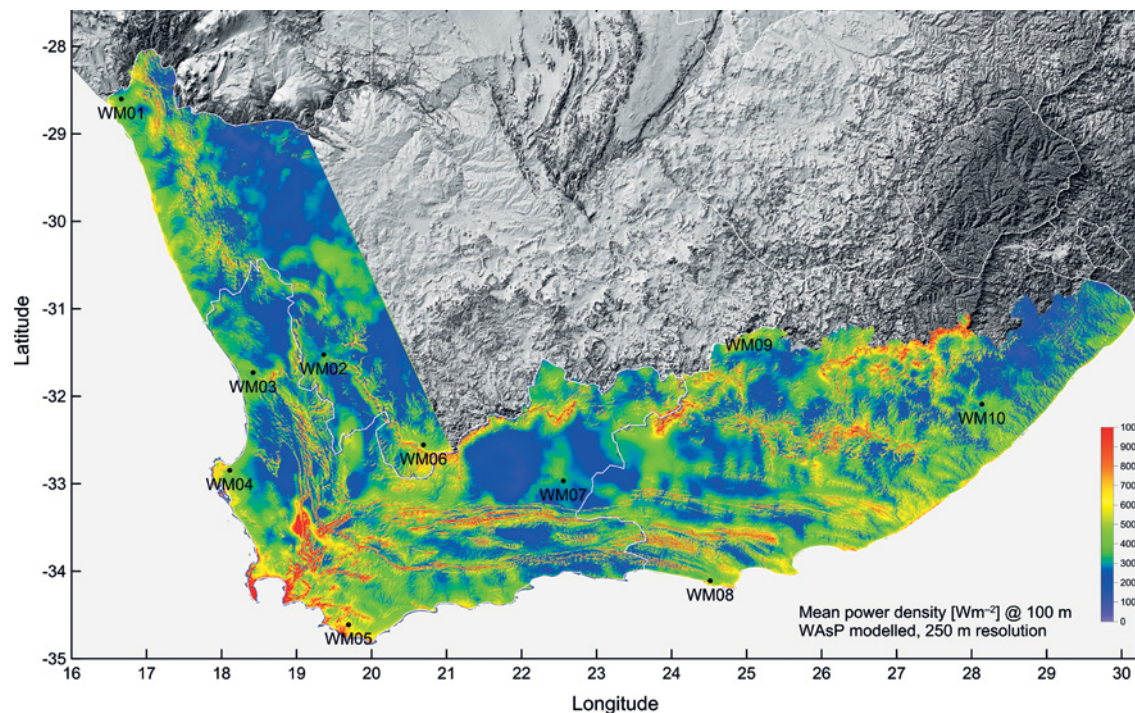 -28
-29
-30
-31
-32
-33
-34
-35
Latitude
WM01
WM02
WM03
WM04
WM05
WM06
WM07
WM08
WM09
WM10
1000
900
800
700
600
500
400
300
200
100
0
Mean power density [Wm⁻²] @ 100 m
WAsP modelled, 250 m resolution
16 17 18 19 20 21 22 23 24 25 26 27 28 29 30
Longitude